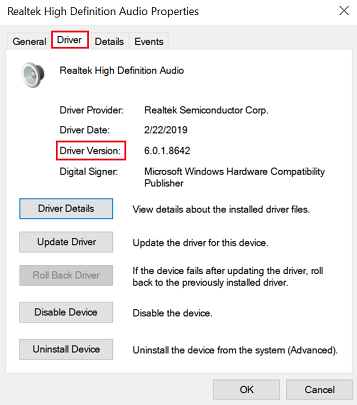 Realtek High Definition Audio Properties
General Driver Details Events
Realtek High Definition Audio
Driver Provider: Realtek Semiconductor Corp.
Driver Date: 2/22/2019
Driver Version: 6.0.1.8642
Digital Signer: Microsoft Windows Hardware Compatibility
Publisher
Driver Details View details about the installed driver files.
Update Driver Update the driver for this device.
Roll Back Driver If the device fails after updating the driver, roll
back to the previously installed driver.
Disable Device Disable the device.
Uninstall Device Uninstall the device from the system (Advanced).
OK Cancel